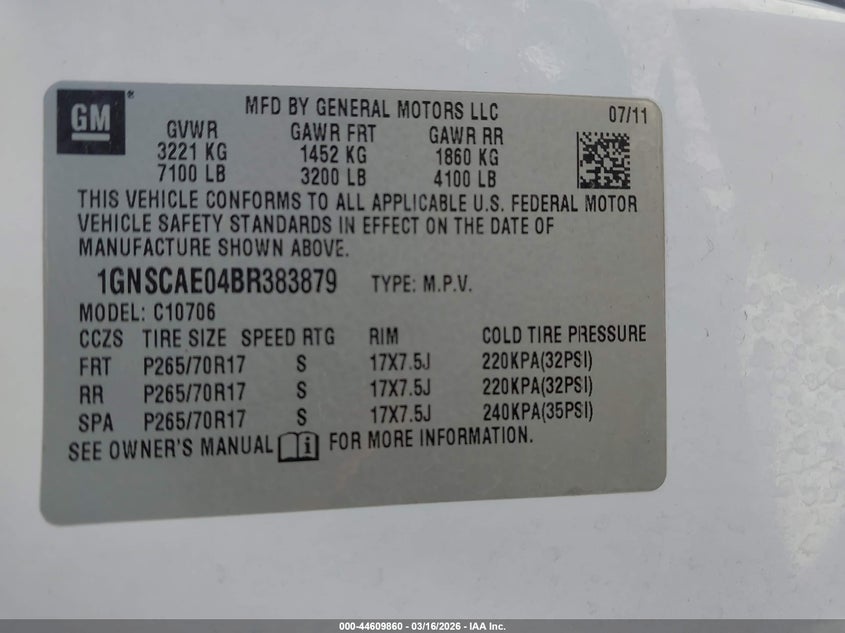 GM ®
MFD BY GENERAL MOTORS LLC 07/11
GVWR GAWR FRT GAWR RR
3221 KG 1452 KG 1860 KG
7100 LB 3200 LB 4100 LB
THIS VEHICLE CONFORMS TO ALL APPLICABLE U.S. FEDERAL MOTOR
VEHICLE SAFETY STANDARDS IN EFFECT ON THE DATE OF
MANUFACTURE SHOWN ABOVE.
1GNSCAE04BR383879 TYPE: M.P.V.
MODEL: C10706
CCZS TIRE SIZE SPEED RTG RIM COLD TIRE PRESSURE
FRT P265/70R17 S 17X7.5J 220KPA(32PSI)
RR P265/70R17 S 17X7.5J 220KPA(32PSI)
SPA P265/70R17 S 17X7.5J 240KPA(35PSI)
SEE OWNER'S MANUAL i FOR MORE INFORMATION.
000-44609860 - 03/16/2026 - IAA Inc.